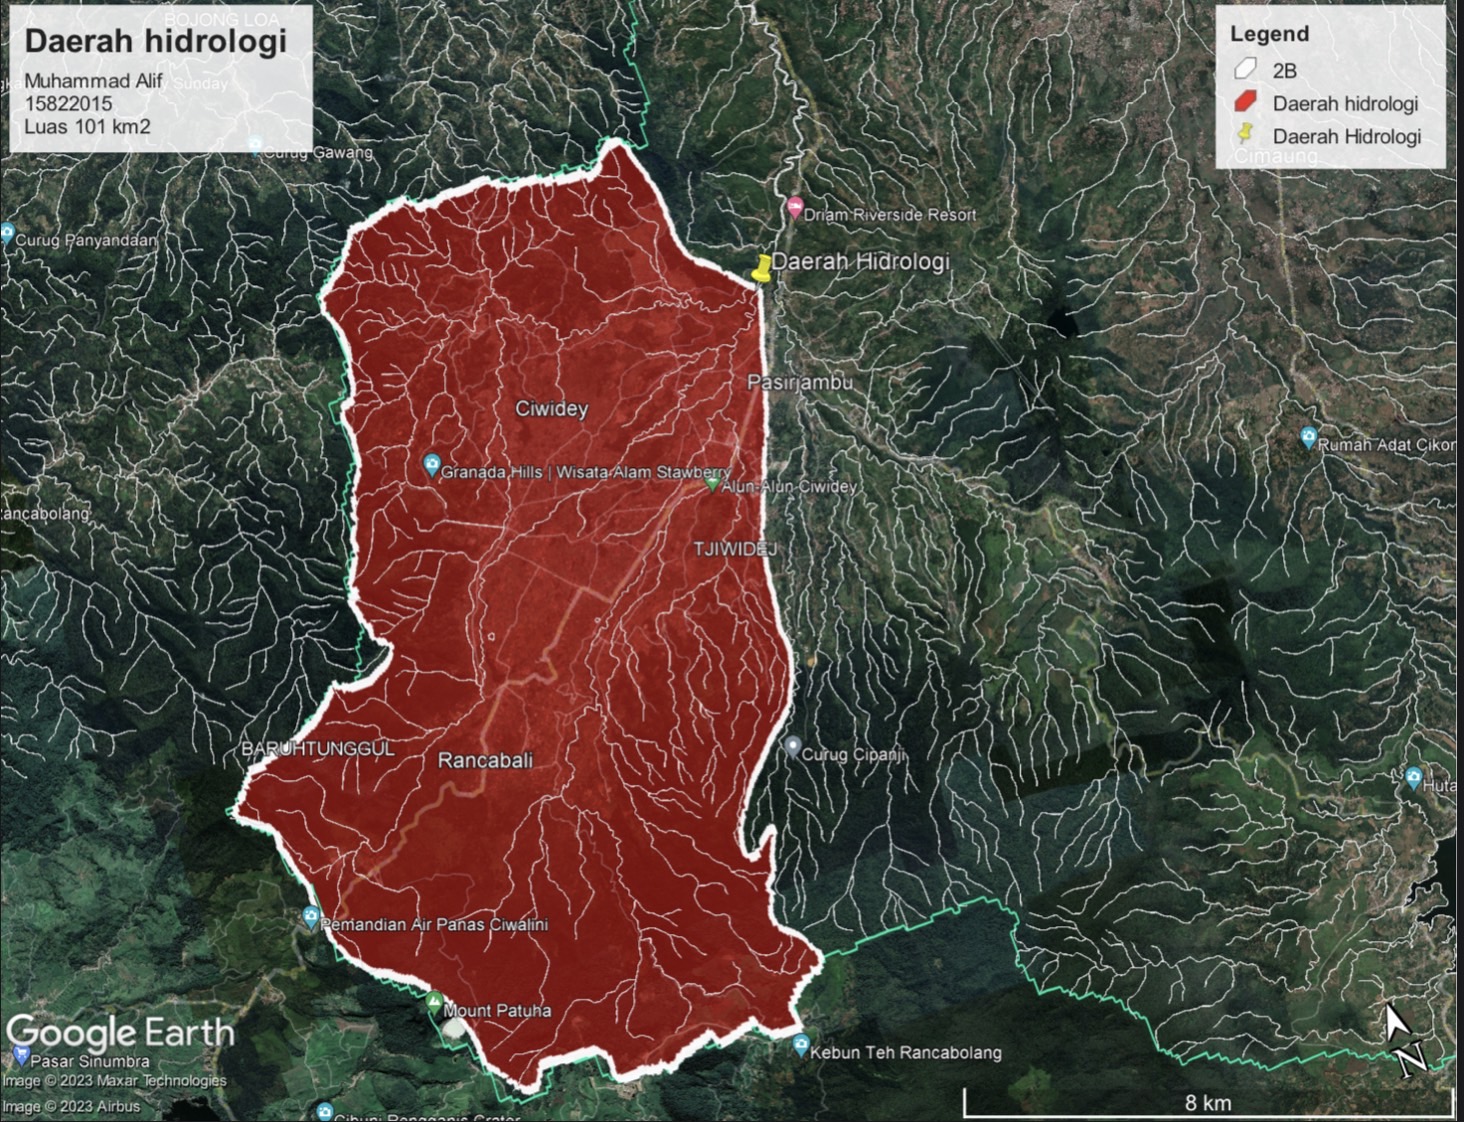 BOJONG LOA
Daerah hidrologi
Muhammad Alif
Sunday
15822015
Luas 101 km2
Legend
2B
Daerah hidrologi
Daerah Hidrologi
Cimaung
Curug Gawang
Driam Riverside Resort
Curug Panyandaan
Daerah Hidrologi
Pasirjambu
Ciwidey
Rumah Adat Cikor
Granada Hills | Wisata Alam Stawberry
Alun-Alun Ciwidey
ancabolang
TJIWIDEJ
BARUHTUNGGUL
Rancabali
Curug Cipanji
Huta
Pemandian Air Panas Ciwalini
Mount Patuha
Google Earth
Kebun Teh Rancabolang
Pasar Sinumbra
Image © 2023 Maxar Technologies
Image © 2023 Airbus
Cibuni Rengganis Crater
8 km
N